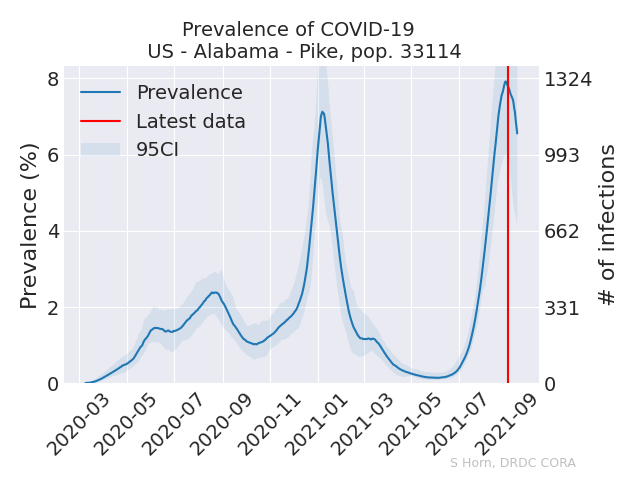 Prevalence of COVID-19
US - Alabama - Pike, pop. 33114
Prevalence
Latest data
95CI
Prevalence (%)
8
6
4
2
0
1324
993
662
331
0
# of infections
2020-03
2020-05
2020-07
2020-09
2020-11
2021-01
2021-03
2021-05
2021-07
2021-09
S Horn, DRDC CORA